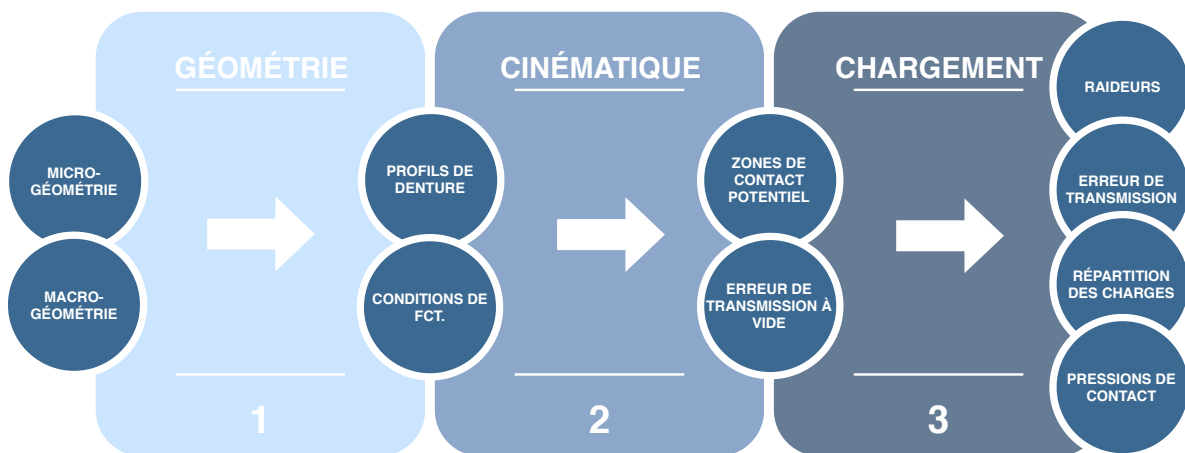 GÉOMÉTRIE
MICRO-
GÉOMÉTRIE
MACRO-
GÉOMÉTRIE
1
CINÉMATIQUE
PROFILS DE
DENTURE
CONDITIONS DE
FCT.
2
CHARGEMENT
ZONES DE
CONTACT
POTENTIEL
ERREUR DE
TRANSMISSION À
VIDE
3
RAIDEURS
ERREUR DE
TRANSMISSION
RÉPARTITION
DES CHARGES
PRESSIONS DE
CONTACT